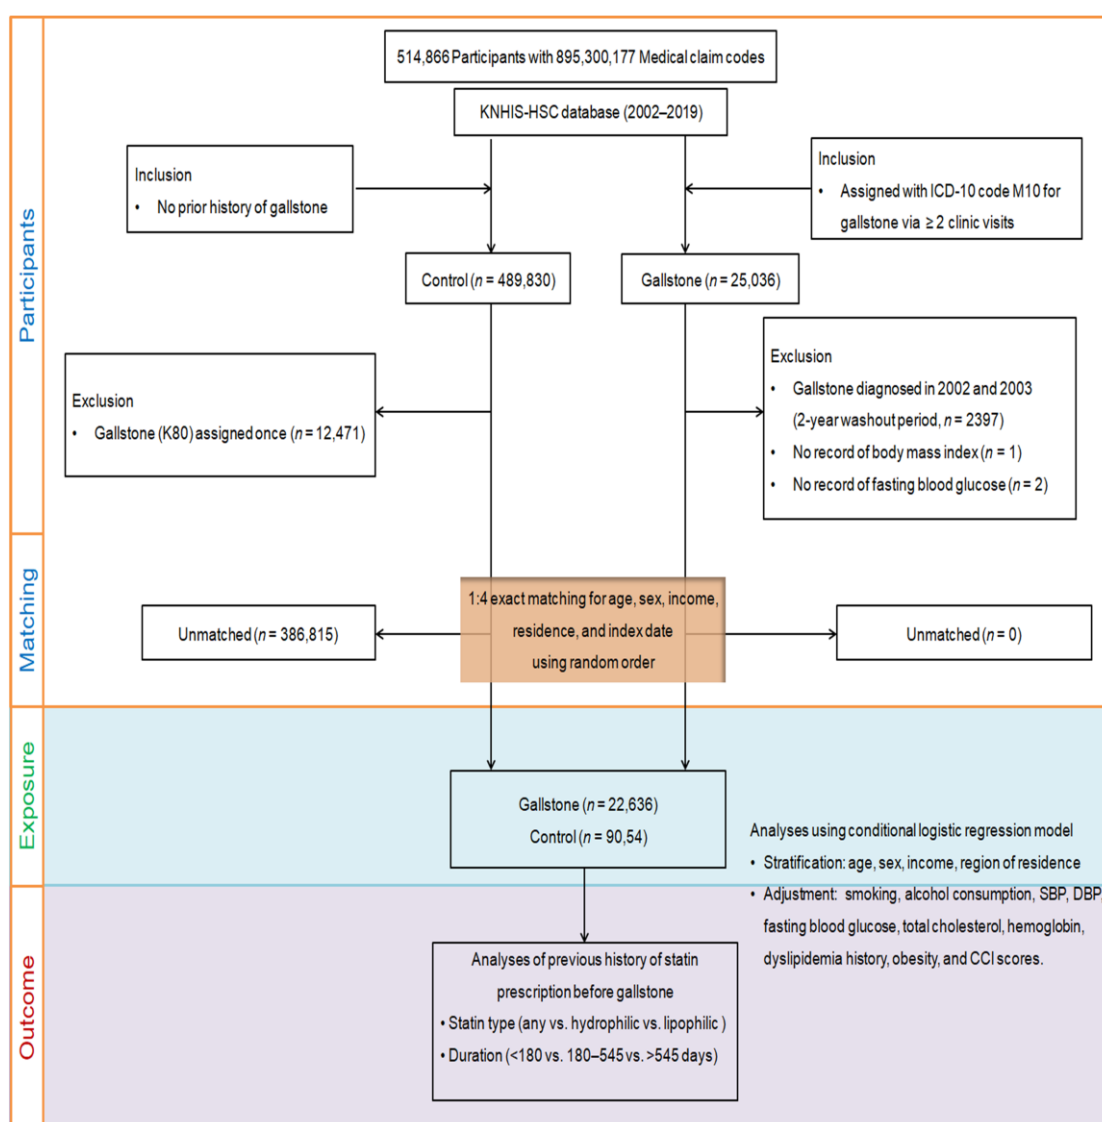 514,866 Participants with 895,300,177 Medical claim codes
KNHIS-HSC database (2002–2019)
Inclusion
• No prior history of gallstone
Inclusion
• Assigned with ICD-10 code M10 for
gallstone via ≥ 2 clinic visits
Control (n = 489,830)
Gallstone (n = 25,036)
Exclusion
• Gallstone (K80) assigned once (n = 12,471)
Exclusion
• Gallstone diagnosed in 2002 and 2003
(2-year washout period, n = 2397)
• No record of body mass index (n = 1)
• No record of fasting blood glucose (n = 2)
Participants
Matching
Unmatched (n = 386,815)
1:4 exact matching for age, sex, income,
residence, and index date
using random order
Unmatched (n = 0)
Exposure
Gallstone (n = 22,636)
Control (n = 90,54)
Analyses using conditional logistic regression model
• Stratification: age, sex, income, region of residence
• Adjustment: smoking, alcohol consumption, SBP, DBP,
fasting blood glucose, total cholesterol, hemoglobin,
dyslipidemia history, obesity, and CCI scores.
Outcome
Analyses of previous history of statin
prescription before gallstone
• Statin type (any vs. hydrophilic vs. lipophilic )
• Duration (<180 vs. 180–545 vs. >545 days)